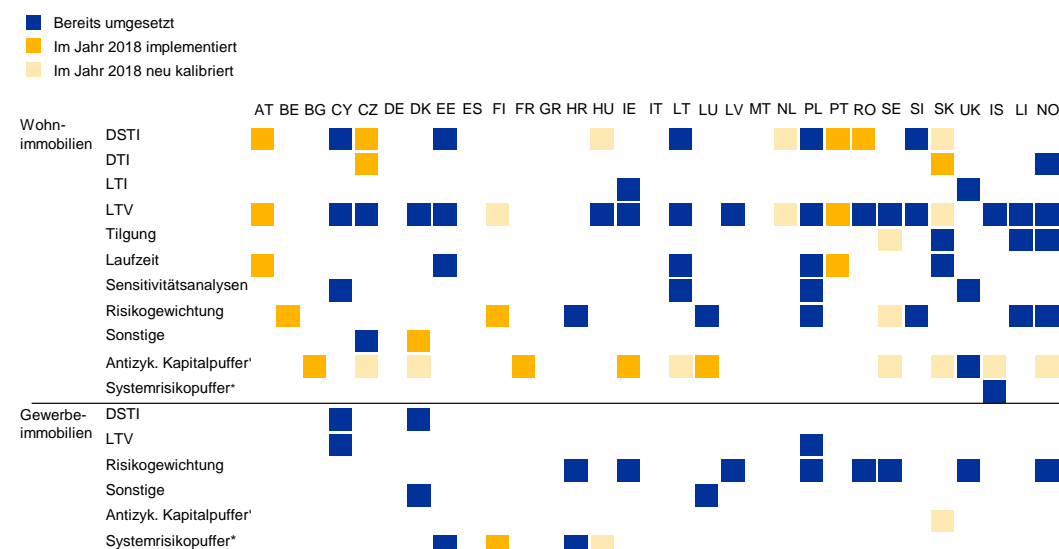 Bereits umgesetzt
Im Jahr 2018 implementiert
Im Jahr 2018 neu kalibriert
AT BE BG CY CZ DE DK EE ES FI FR GR HR HU IE IT LT LU LV MT NL PL PT RO SE SI SK UK IS LI NO
Wohn-
immobilien
DSTI
DTI
LTI
LTV
Tilgung
Laufzeit
Sensitivitätsanalysen
Risikogewichtung
Sonstige
Antizyk. Kapitalpuffer'
Systemrisikopuffer*
Gewerbe-
immobilien
DSTI
LTV
Risikogewichtung
Sonstige
Antizyk. Kapitalpuffer'
Systemrisikopuffer*